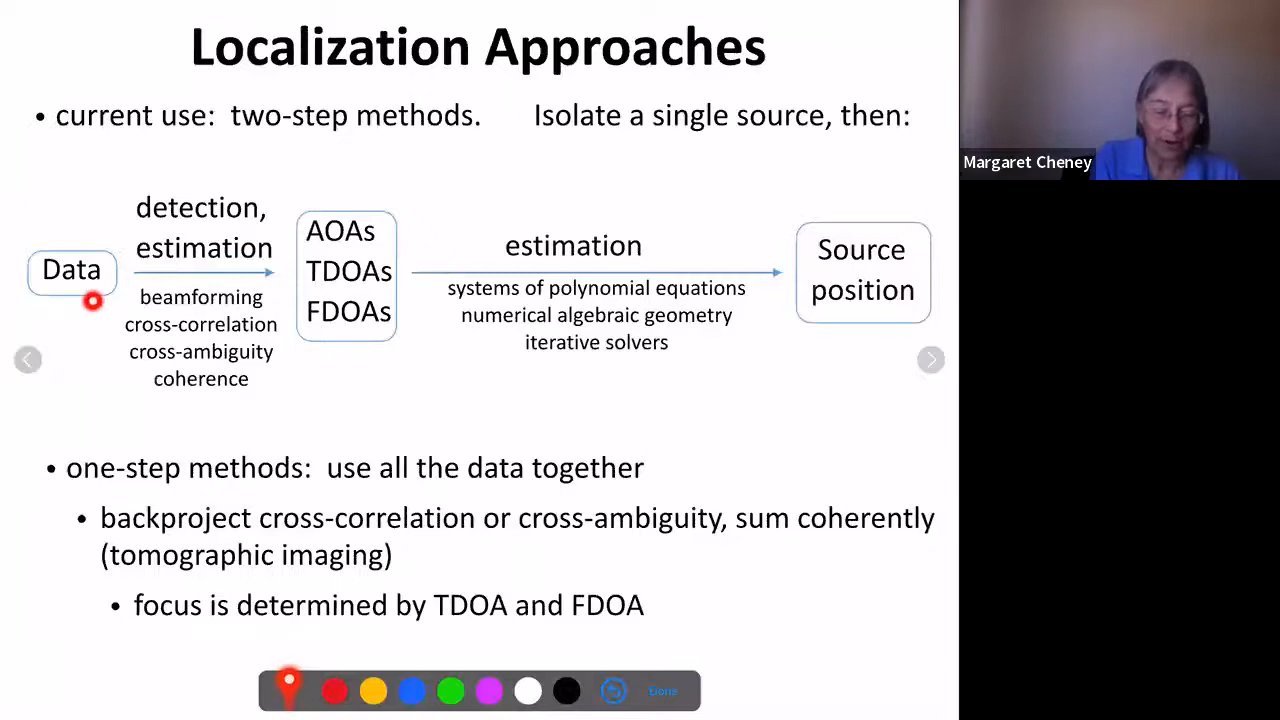 Localization Approaches
• current use: two-step methods. Isolate a single source, then:
detection,
estimation
Data
beamforming
cross-correlation
cross-ambiguity
coherence
AOAs
TDOAs
FDOAs
estimation
systems of polynomial equations
numerical algebraic geometry
iterative solvers
Source
position
• one-step methods: use all the data together
• backproject cross-correlation or cross-ambiguity, sum coherently
(tomographic imaging)
• focus is determined by TDOA and FDOA
Margaret Cheney